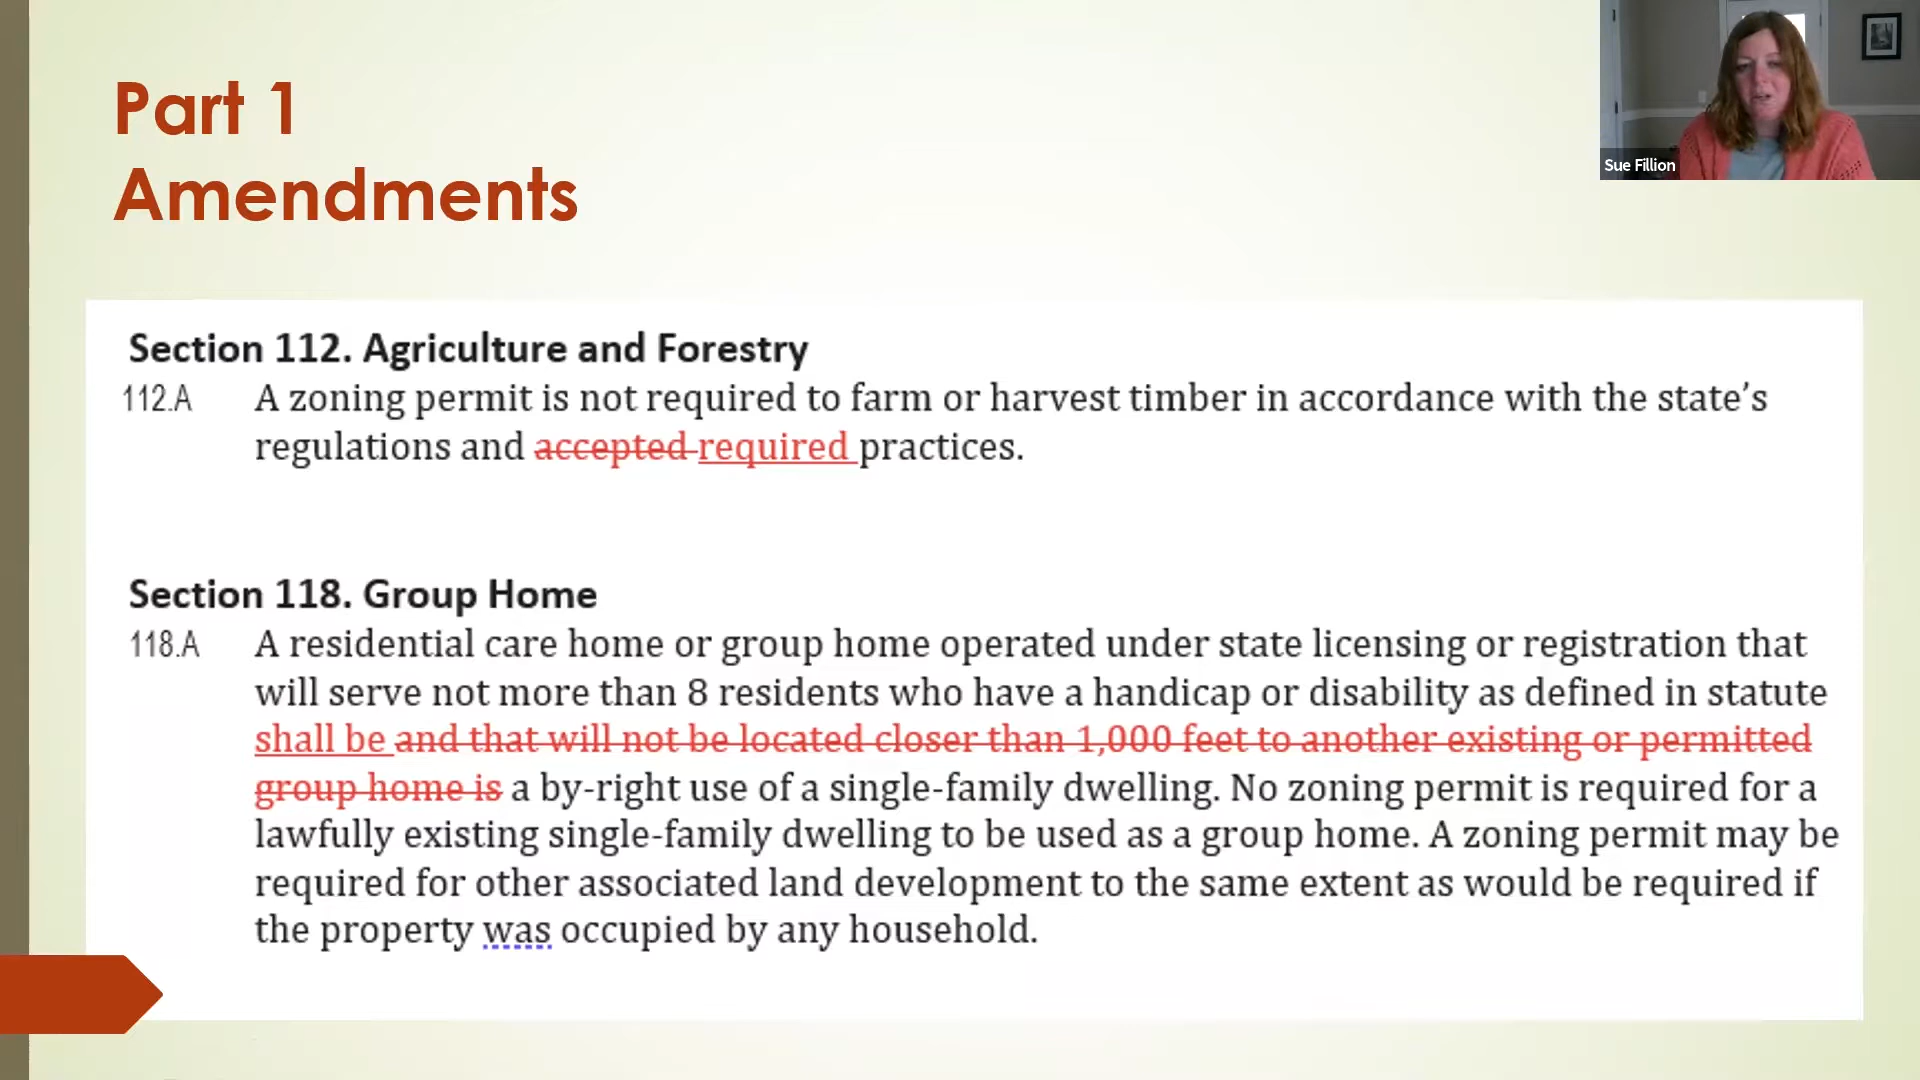 Part 1
Amendments
Sue Fillion
Section 112. Agriculture and Forestry
112.A A zoning permit is not required to farm or harvest timber in accordance with the state's
regulations and accepted required practices.
Section 118. Group Home
118.A A residential care home or group home operated under state licensing or registration that
will serve not more than 8 residents who have a handicap or disability as defined in statute
shall be and that will not be located closer than 1,000 feet to another existing or permitted
group home is a by-right use of a single-family dwelling. No zoning permit is required for a
lawfully existing single-family dwelling to be used as a group home. A zoning permit may be
required for other associated land development to the same extent as would be required if
the property was occupied by any household.